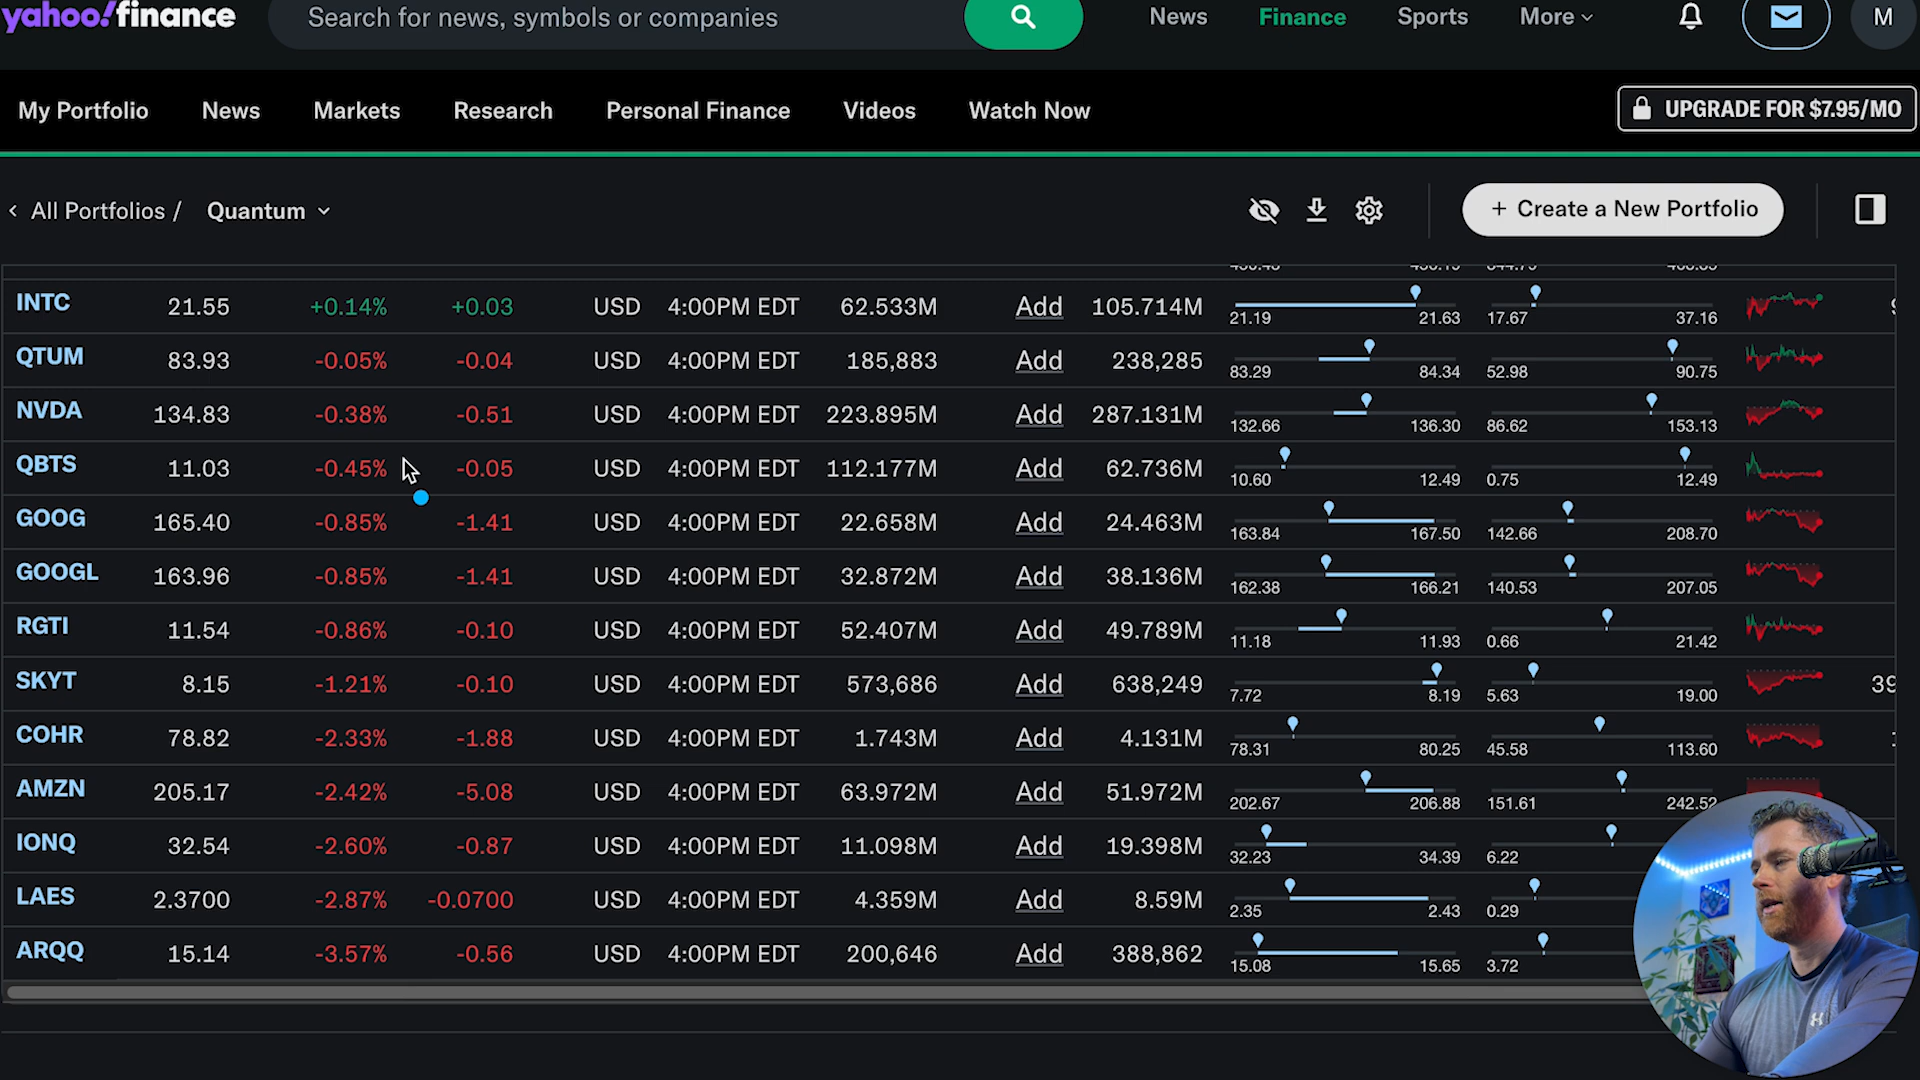 yahoo!finance Search for news, symbols or companies News Finance Sports More M
My Portfolio News Markets Research Personal Finance Videos Watch Now UPGRADE FOR $7.95/MO
All Portfolios / Quantum + Create a New Portfolio
INTC 21.55 +0.14% +0.03 USD 4:00PM EDT 62.533M Add 105.714M 21.19 21.63 17.67 37.16
QTUM 83.93 -0.05% -0.04 USD 4:00PM EDT 185,883 Add 238,285 83.29 84.34 52.98 90.75
NVDA 134.83 -0.38% -0.51 USD 4:00PM EDT 223.895M Add 287.131M 132.66 136.30 86.62 153.13
QBTS 11.03 -0.45% -0.05 USD 4:00PM EDT 112.177M Add 62.736M 10.60 12.49 0.75 12.49
GOOG 165.40 -0.85% -1.41 USD 4:00PM EDT 22.658M Add 24.463M 163.84 167.50 142.66 208.70
GOOGL 163.96 -0.85% -1.41 USD 4:00PM EDT 32.872M Add 38.136M 162.38 166.21 140.53 207.05
RGTI 11.54 -0.86% -0.10 USD 4:00PM EDT 52.407M Add 49.789M 11.18 11.93 0.66 21.42
SKYT 8.15 -1.21% -0.10 USD 4:00PM EDT 573,686 Add 638,249 7.72 8.19 5.63 19.00 39
COHR 78.82 -2.33% -1.88 USD 4:00PM EDT 1.743M Add 4.131M 78.31 80.25 45.58 113.60
AMZN 205.17 -2.42% -5.08 USD 4:00PM EDT 63.972M Add 51.972M 202.67 206.88 151.61 242.52
IONQ 32.54 -2.60% -0.87 USD 4:00PM EDT 11.098M Add 19.398M 32.23 34.39 6.22
LAES 2.3700 -2.87% -0.0700 USD 4:00PM EDT 4.359M Add 8.59M 2.35 2.43 0.29
ARQQ 15.14 -3.57% -0.56 USD 4:00PM EDT 200,646 Add 388,862 15.08 15.65 3.72